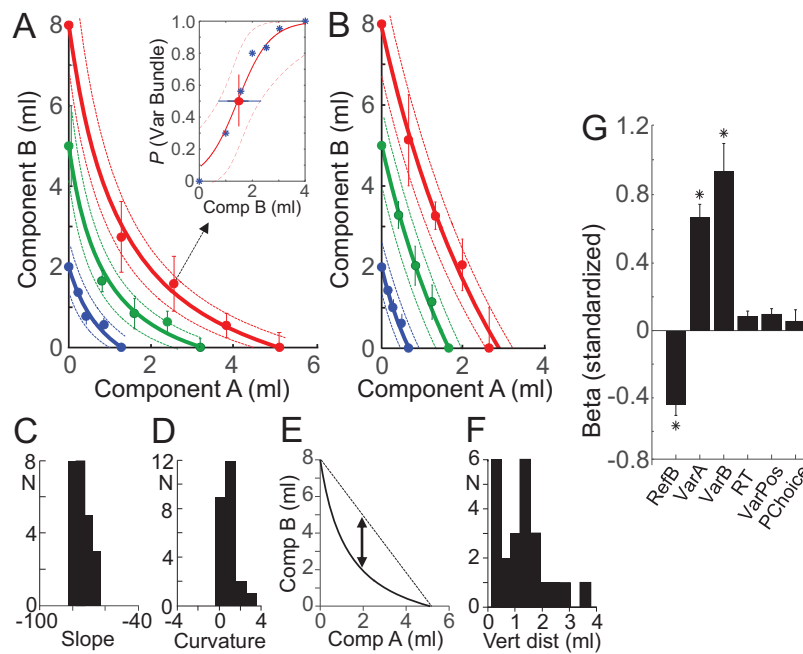 A
Component B (ml)
8
6
4
2
0
0
2
4
6
Component A (ml)
P (Var Bundle)
1.0
0.8
0.6
0.4
0.2
0.0
0
2
4
Comp B (ml)
B
Component B (ml)
8
6
4
2
0
0
2
4
Component A (ml)
C
8
N
4
0
-100
-40
Slope
D
12
N
8
4
0
0
4
Curvature
E
Comp B (ml)
8
6
4
2
0
0
2
4
6
Comp A (ml)
F
6
N
4
2
0
0
1
2
3
4
Vert dist (ml)
G
Beta (standardized)
1.2
0.8
0.4
0
-0.4
-0.8
*
*
*
RefB
VarA
VarB
RT
VarPos
PChoice